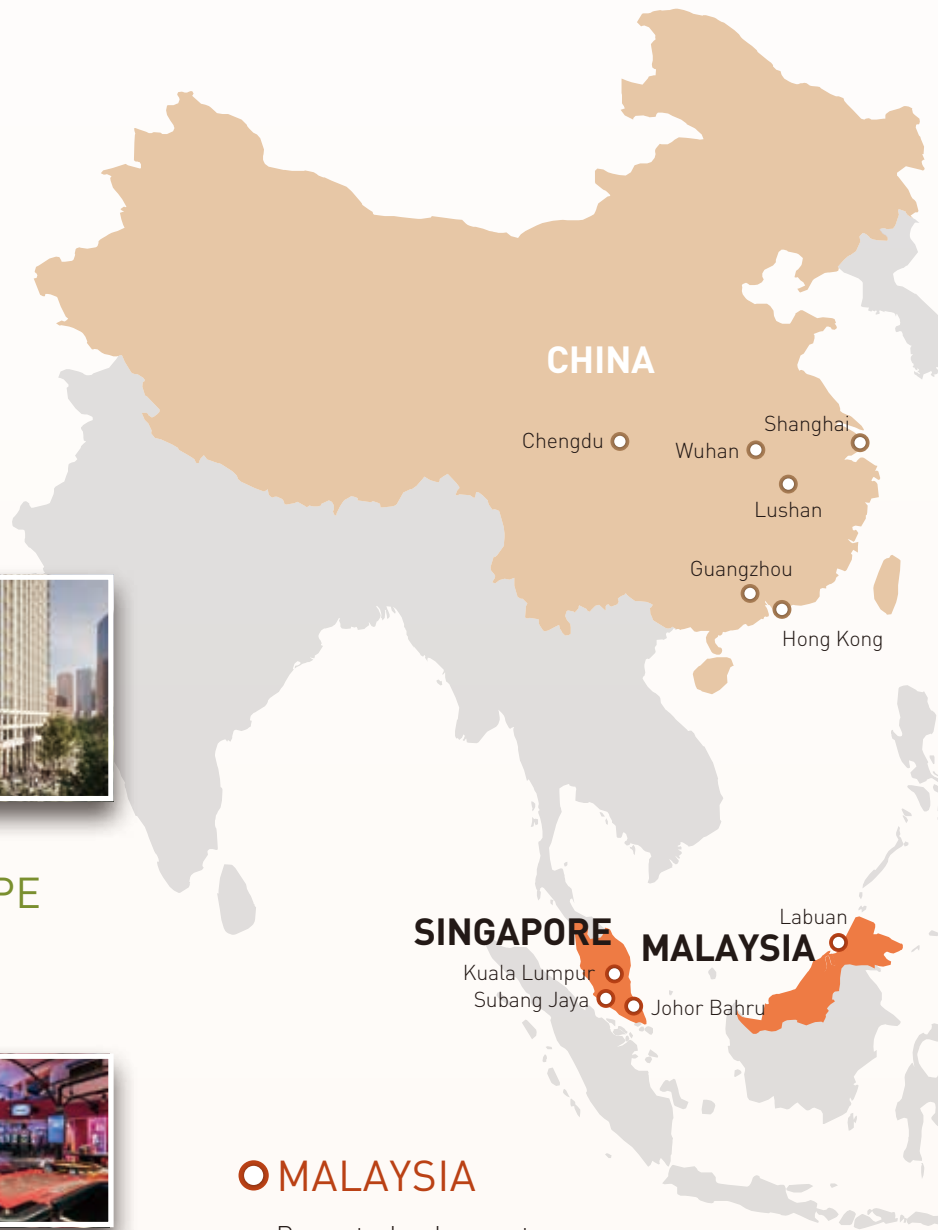 CHINA
Shanghai
Chengdu
Wuhan
Lushan
Guangzhou
Hong Kong
PE
Labuan
SINGAPORE
MALAYSIA
Kuala Lumpur
Subang Jaya
Johor Bahru
MALAYSIA